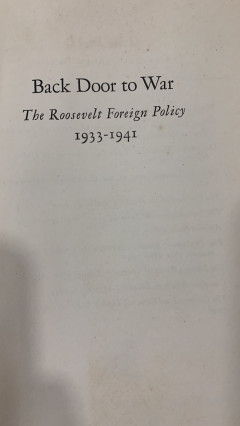 Back Door to War
The Roosevelt Foreign Policy
1933-1941